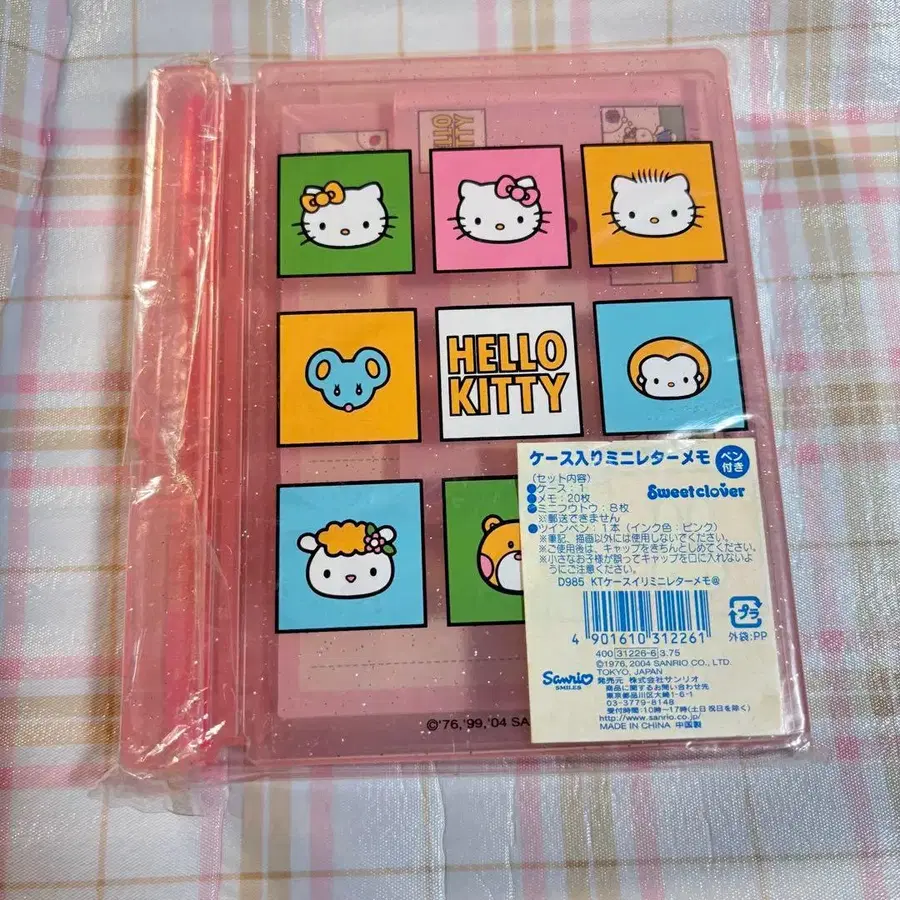 HELLO
KITTY
HELLO
KITTY
ケース入りミニレターメモ
ペン
付き
(セット内容)
●ケース：1
●メモ：20枚
●ミニフウトウ：8枚
※郵送できません
●ツインペン：1本(インク色：ピンク)
※筆記、描画以外には使用しないでください。
※ご使用後は、キャップをきちんとしめてください。
※小さなお子様が誤ってキャップを口に入れないよ
うにご注意ください。
Sweet clover
D985 KTケースイリミニレターメモ@
4 901610 312261
400 31226-6 3.75
プラ
外袋:PP
©1976, 2004 SANRIO CO., LTD.
TOKYO, JAPAN
Sanrio
SMILES
発売元 株式会社サンリオ
商品に関するお問い合わせ先
東京都品川区大崎1-6-1
03-3779-8148
受付時間:10時〜17時(土日祝日を除く)
http://www.sanrio.co.jp/
MADE IN CHINA 中国製
©'76,'99,'04 SA